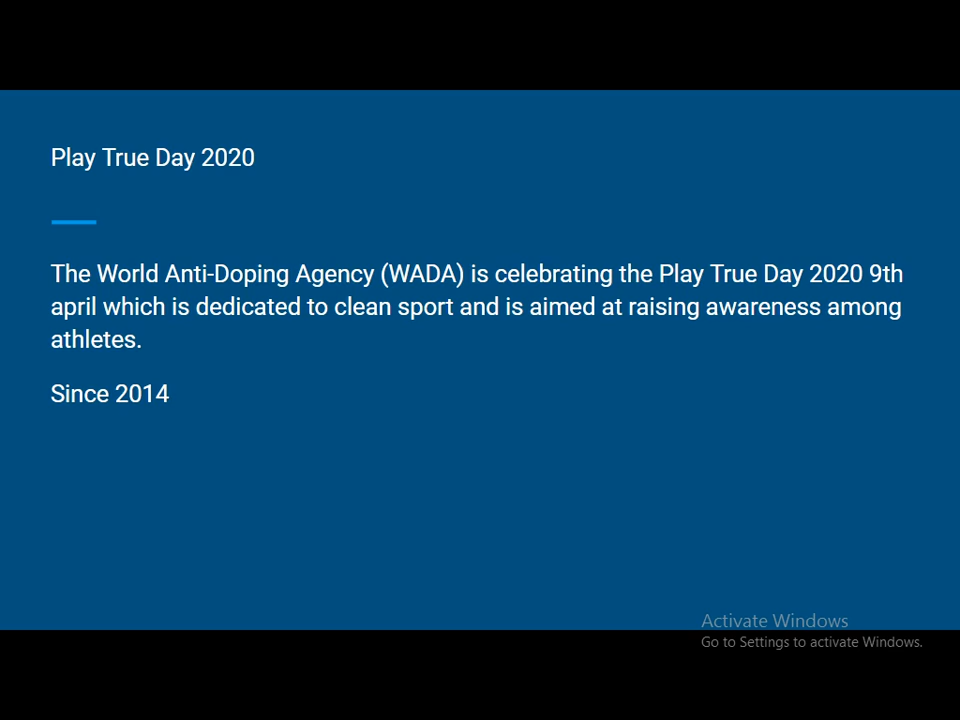 Play True Day 2020
The World Anti-Doping Agency (WADA) is celebrating the Play True Day 2020 9th
april which is dedicated to clean sport and is aimed at raising awareness among
athletes.
Since 2014
Activate Windows
Go to Settings to activate Windows.